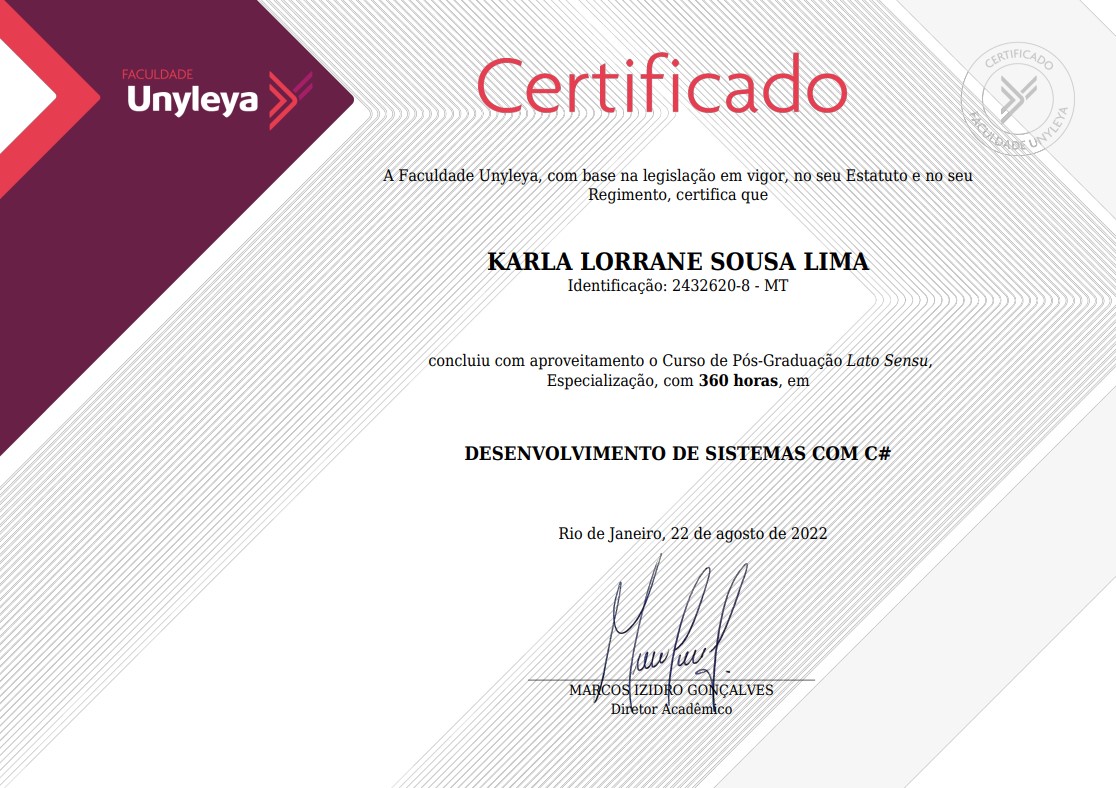 FACULDADE
Unyleya
Certificado
CERTIFICADO
FACULDADE UNYLEYA
A Faculdade Unyleya, com base na legislação em vigor, no seu Estatuto e no seu
Regimento, certifica que
KARLA LORRANE SOUSA LIMA
Identificação: 2432620-8 - MT
concluiu com aproveitamento o Curso de Pós-Graduação Lato Sensu,
Especialização, com 360 horas, em
DESENVOLVIMENTO DE SISTEMAS COM C#
Rio de Janeiro, 22 de agosto de 2022
MARCOS IZIDRO GONÇALVES
Diretor Acadêmico